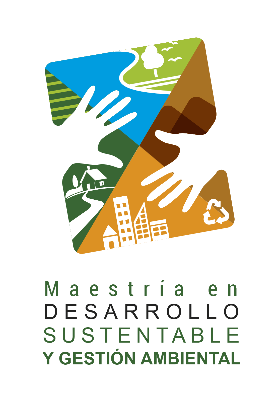 Maestría en
DESARROLLO
SUSTENTABLE
Y GESTIÓN AMBIENTAL